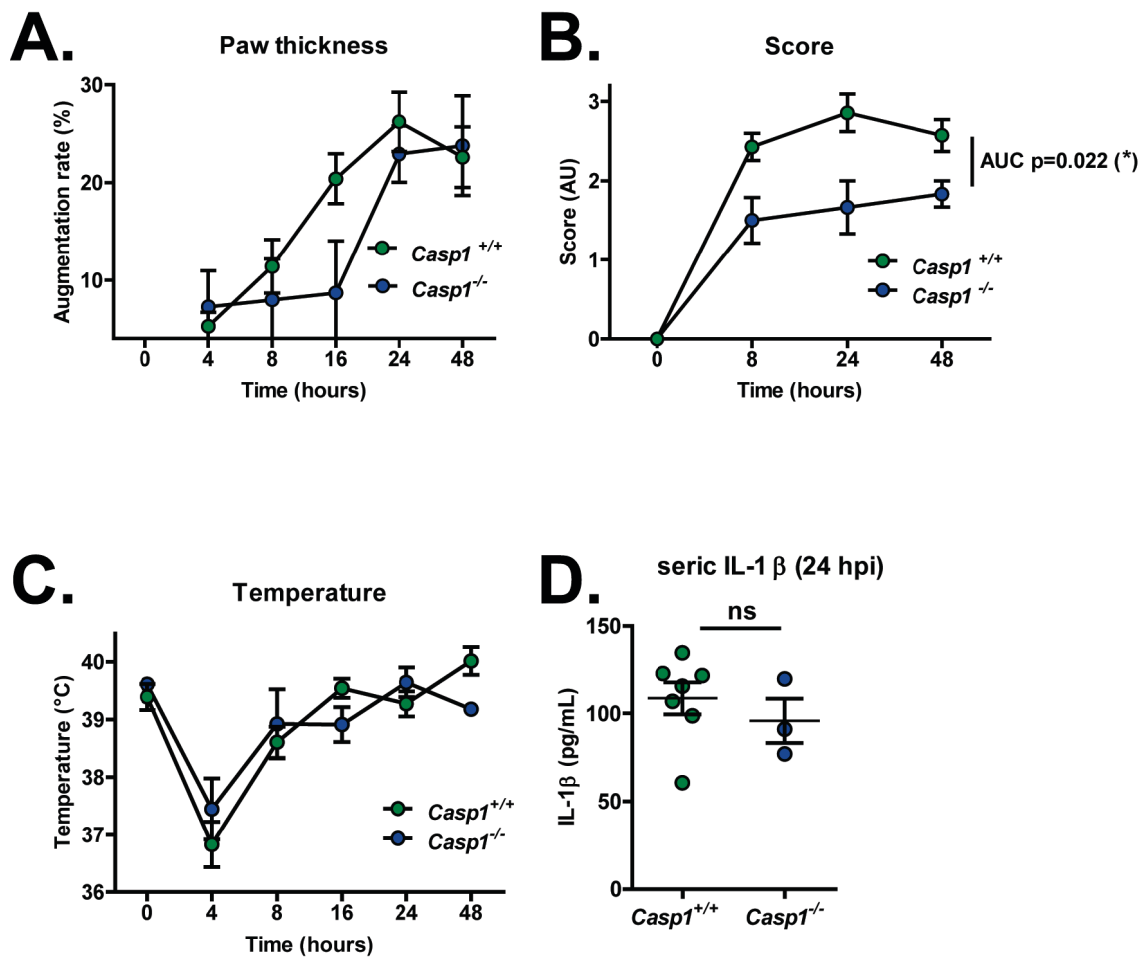 A.
Paw thickness
Augmentation rate (%)
30
20
10
0 4 8 16 24 48
Time (hours)
Casp1 +/+
Casp1-/-
B.
Score
Score (AU)
3
2
1
0
0 8 24 48
Time (hours)
AUC p=0.022 (*)
Casp1 +/+
Casp1 -/-
C.
Temperature
Temperature (°C)
40
39
38
37
36
0 4 8 16 24 48
Time (hours)
Casp1+/+
Casp1-/-
D.
seric IL-1 β (24 hpi)
ns
IL-1β (pg/mL)
150
100
50
0
Casp1+/+ Casp1-/-